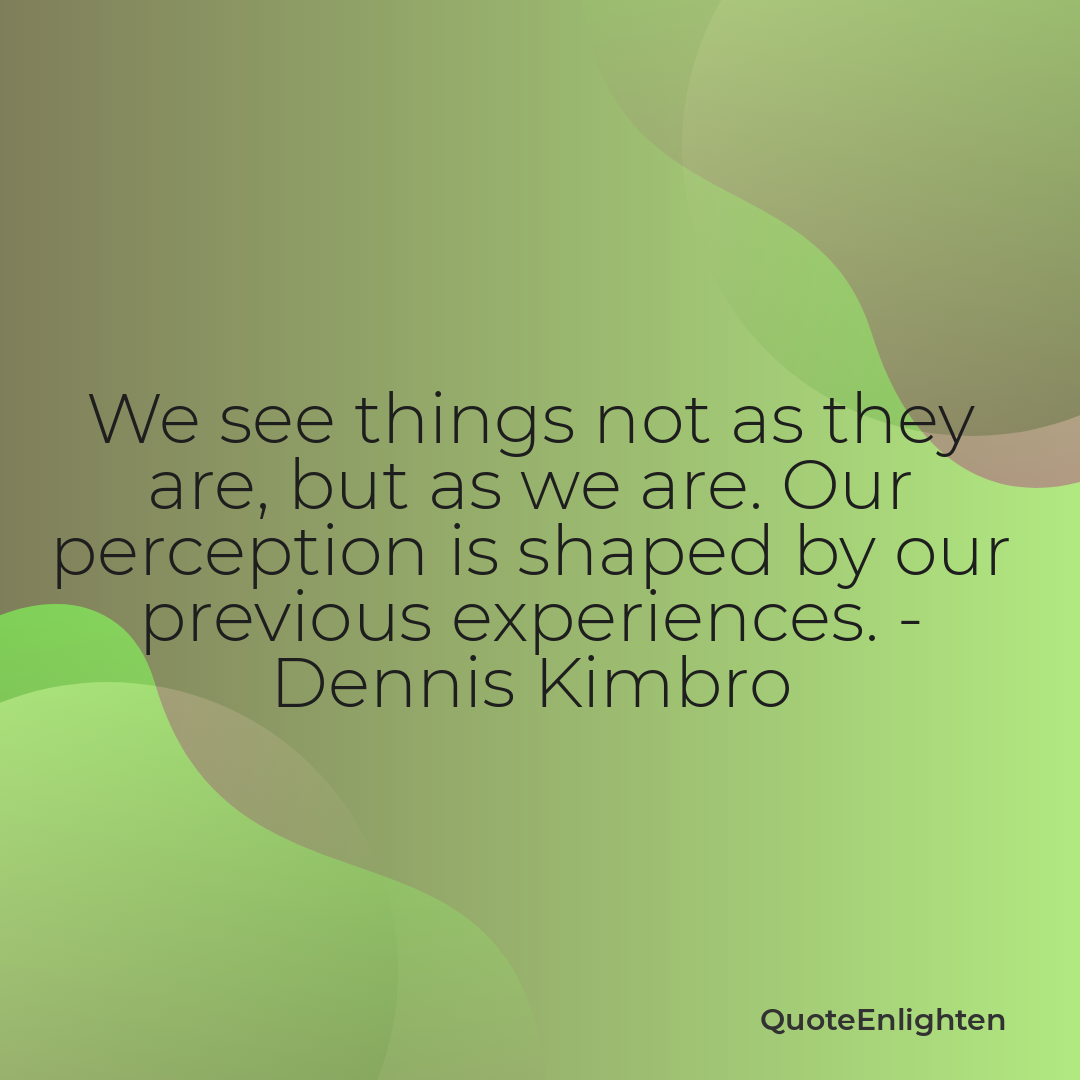 We see things not as they
are, but as we are. Our
perception is shaped by our
previous experiences. -
Dennis Kimbro
QuoteEnlighten